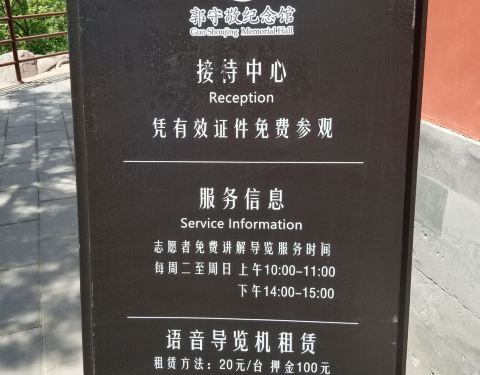 郭守敬纪念馆
Guo Shoujing Memorial Hall
接待中心
Reception
凭有效证件免费参观
服务信息
Service Information
志愿者免费讲解导览服务时间
每周二至周日 上午10:00-11:00
下午14:00-15:00
语音导览机租赁
租赁方法：20元/台 押金100元